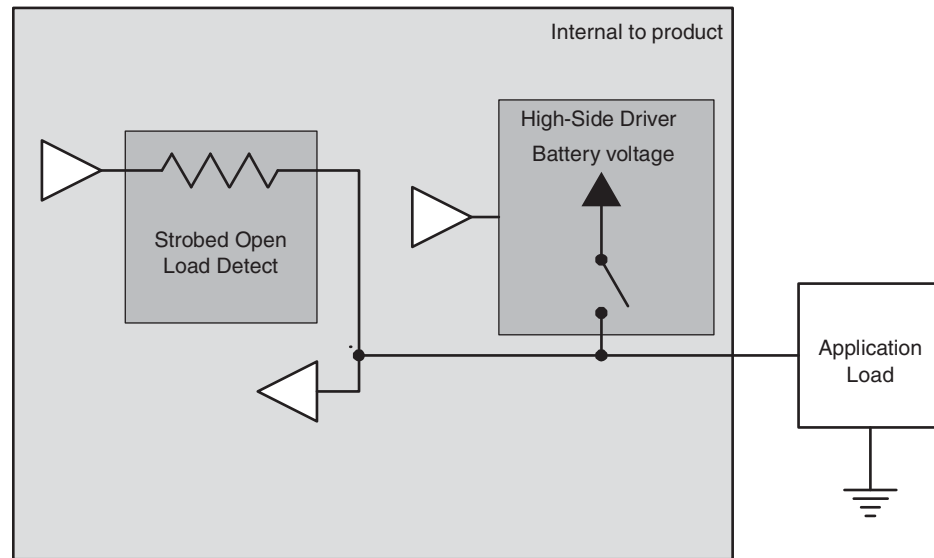 Internal to product
High-Side Driver
Battery voltage
Strobed Open
Load Detect
Application
Load